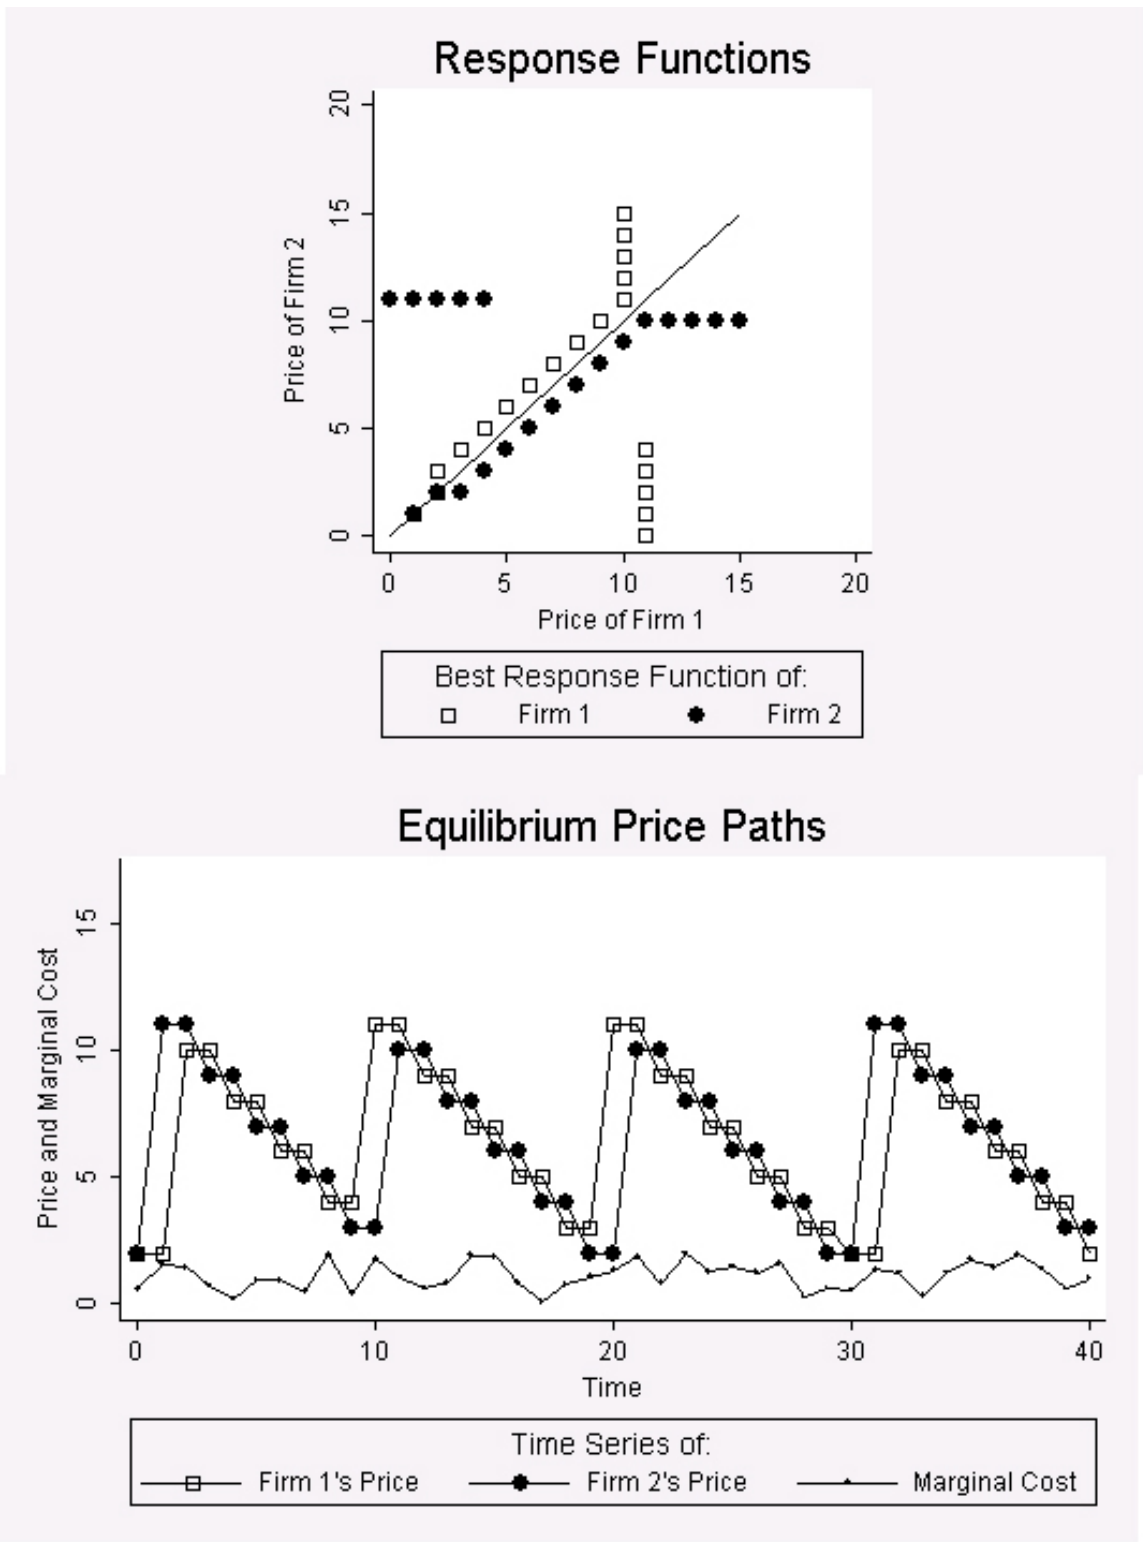 Response Functions
20
15
10
5
0
Price of Firm 2
0 5 10 15 20
Price of Firm 1
Best Response Function of:
Firm 1 Firm 2
Equilibrium Price Paths
15
10
5
0
Price and Marginal Cost
0 10 20 30 40
Time
Time Series of:
Firm 1's Price Firm 2's Price Marginal Cost